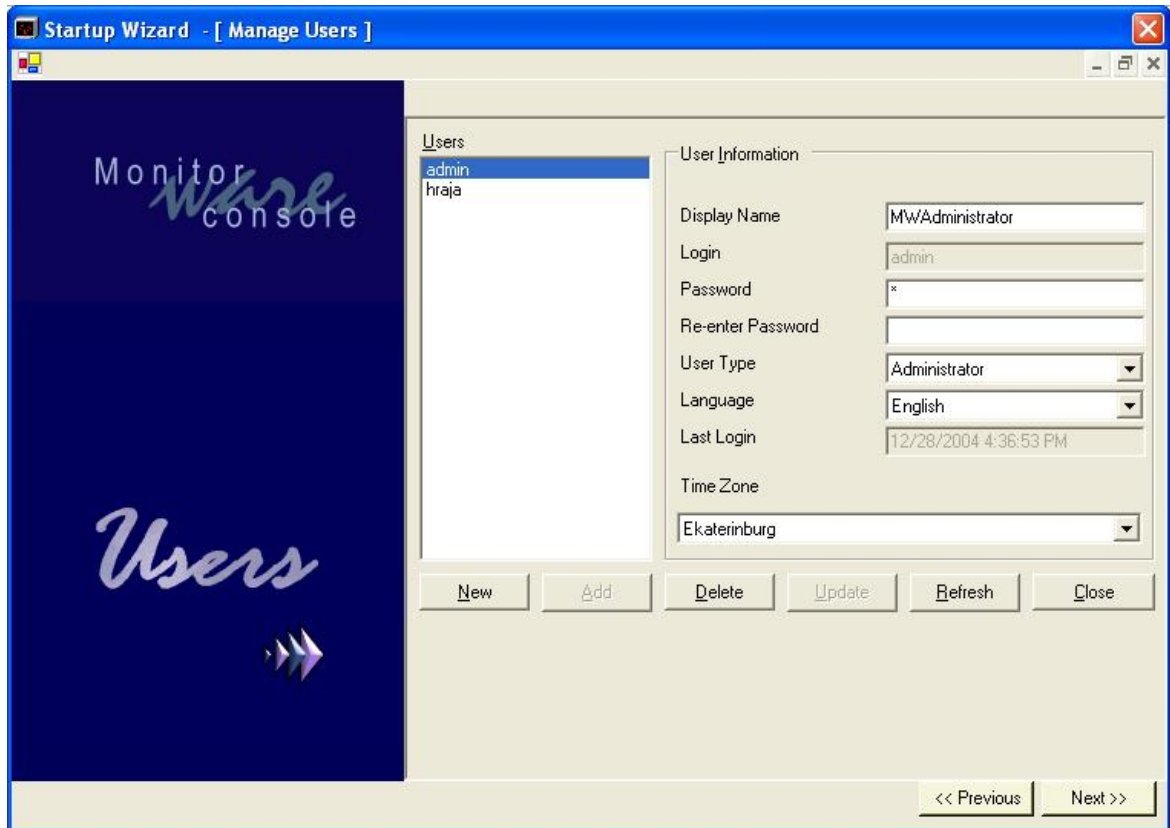 Startup Wizard - [ Manage Users ]
Monitor
ware
console
Users
Users
admin
hraja
User Information
Display Name MWAdministrator
Login admin
Password *
Re-enter Password
User Type Administrator
Language English
Last Login 12/28/2004 4:36:53 PM
Time Zone
Ekaterinburg
New Add Delete Update Refresh Close
<< Previous Next >>